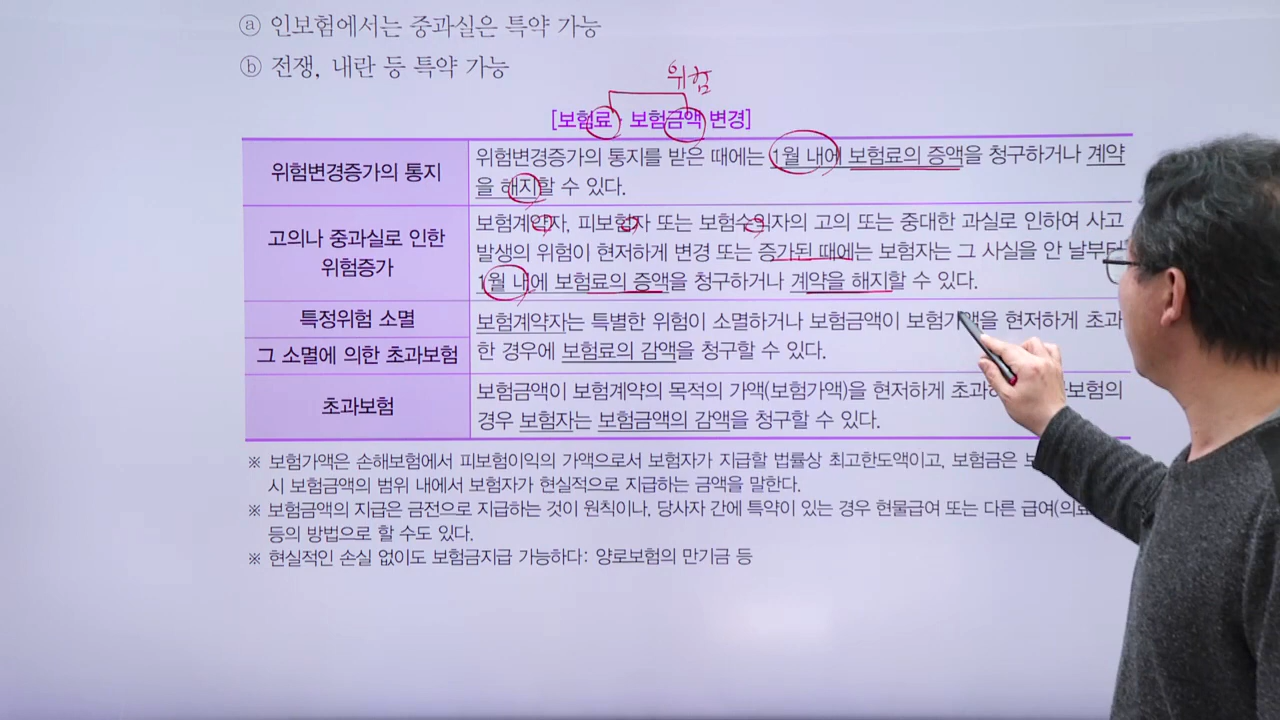 ⓐ 인보험에서는 중과실은 특약 가능
ⓑ 전쟁, 내란 등 특약 가능
위험
[보험료·보험금액 변경]
위험변경증가의 통지
위험변경증가의 통지를 받은 때에는 1월 내에 보험료의 증액을 청구하거나 계약
을 해지할 수 있다.
고의나 중과실로 인한
위험증가
보험계약자, 피보험자 또는 보험수익자의 고의 또는 중대한 과실로 인하여 사고
발생의 위험이 현저하게 변경 또는 증가된 때에는 보험자는 그 사실을 안 날부터
1월 내에 보험료의 증액을 청구하거나 계약을 해지할 수 있다.
특정위험 소멸
그 소멸에 의한 초과보험
보험계약자는 특별한 위험이 소멸하거나 보험금액이 보험가액을 현저하게 초과
한 경우에 보험료의 감액을 청구할 수 있다.
초과보험
보험금액이 보험계약의 목적의 가액(보험가액)을 현저하게 초과 보험의
경우 보험자는 보험금액의 감액을 청구할 수 있다.
※ 보험가액은 손해보험에서 피보험이익의 가액으로서 보험자가 지급할 법률상 최고한도액이고, 보험금은
시 보험금액의 범위 내에서 보험자가 현실적으로 지급하는 금액을 말한다.
※ 보험금액의 지급은 금전으로 지급하는 것이 원칙이나, 당사자 간에 특약이 있는 경우 현물급여 또는 다른 급여(의료
등의 방법으로 할 수도 있다.
※ 현실적인 손실 없이도 보험금지급 가능하다: 양로보험의 만기금 등